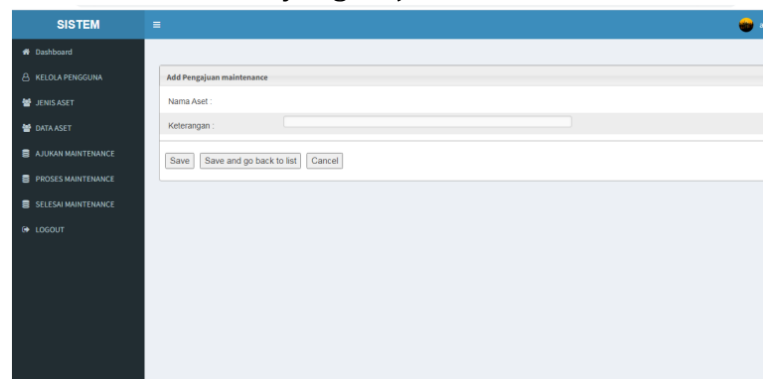 SISTEM
Dashboard
KELOLA PENGGUNA
JENIS ASET
DATA ASET
AJUKAN MAINTENANCE
PROSES MAINTENANCE
SELESAI MAINTENANCE
LOGOUT
Add Pengajuan maintenance
Nama Aset :
Keterangan :
Save Save and go back to list Cancel